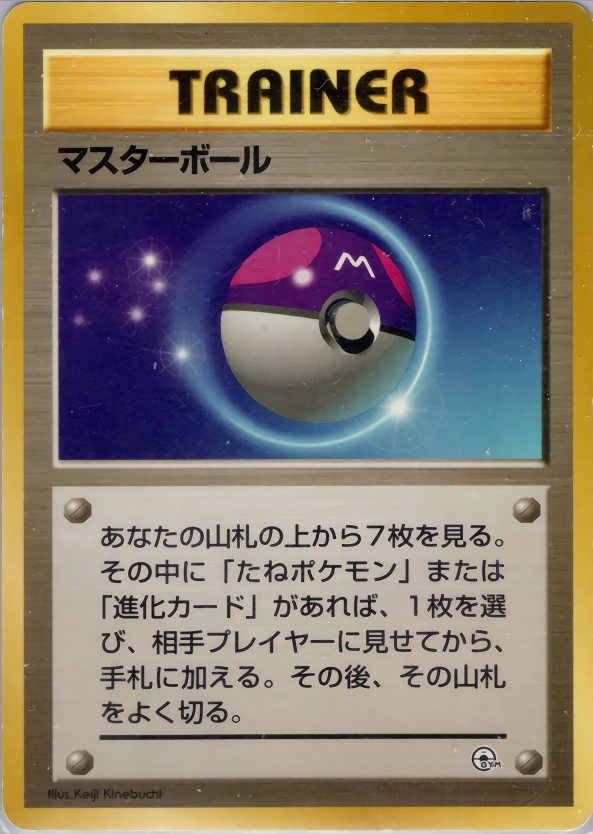 TRAINER
マスターボール
M
あなたの山札の上から7枚を見る。
その中に「たねポケモン」または
「進化カード」があれば、1枚を選
び、相手プレイヤーに見せてから、
手札に加える。その後、その山札
をよく切る。
GYM
Illus. Keiji Kinebuchi